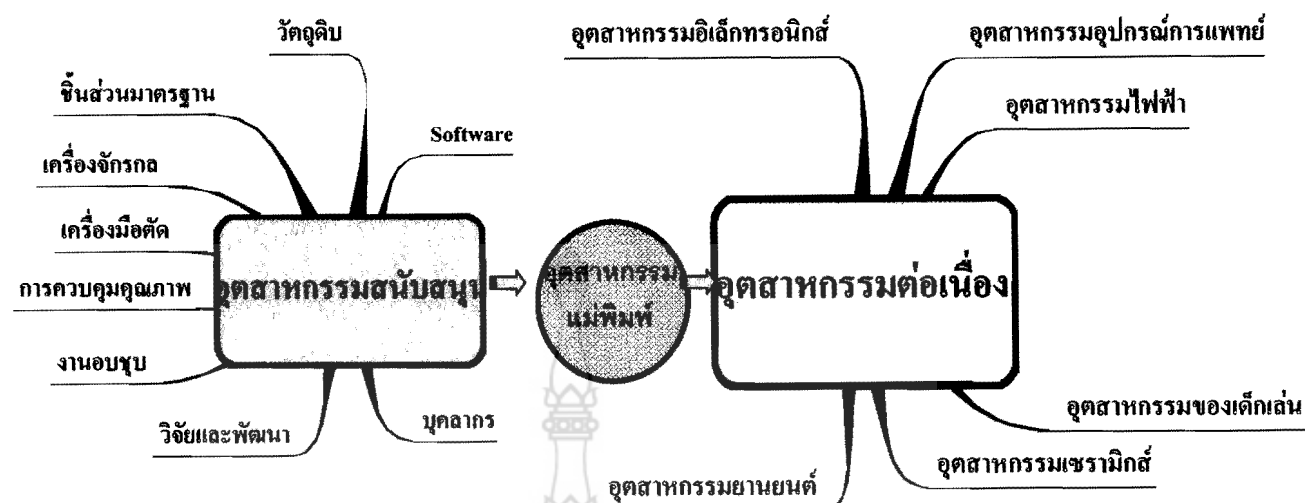 วัตถุดิบ
ชิ้นส่วนมาตรฐาน
Software
เครื่องจักรกล
เครื่องมือตัด
การควบคุมคุณภาพ
งานอบชุบ
วิจัยและพัฒนา
บุคลากร
อุตสาหกรรมสนับสนุน
อุตสาหกรรม
แม่พิมพ์
อุตสาหกรรมอิเล็กทรอนิกส์
อุตสาหกรรมอุปกรณ์การแพทย์
อุตสาหกรรมไฟฟ้า
อุตสาหกรรมต่อเนื่อง
อุตสาหกรรมของเด็กเล่น
อุตสาหกรรมเซรามิกส์
อุตสาหกรรมยานยนต์